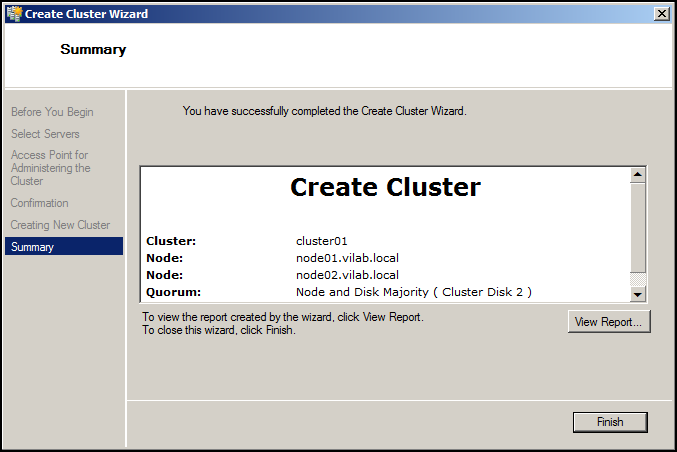 Create Cluster Wizard
Summary
Before You Begin
Select Servers
Access Point for
Administering the
Cluster
Confirmation
Creating New Cluster
Summary
You have successfully completed the Create Cluster Wizard.
Create Cluster
Cluster: cluster01
Node: node01.vilab.local
Node: node02.vilab.local
Quorum: Node and Disk Majority ( Cluster Disk 2 )
To view the report created by the wizard, click View Report.
To close this wizard, click Finish.
View Report...
Finish